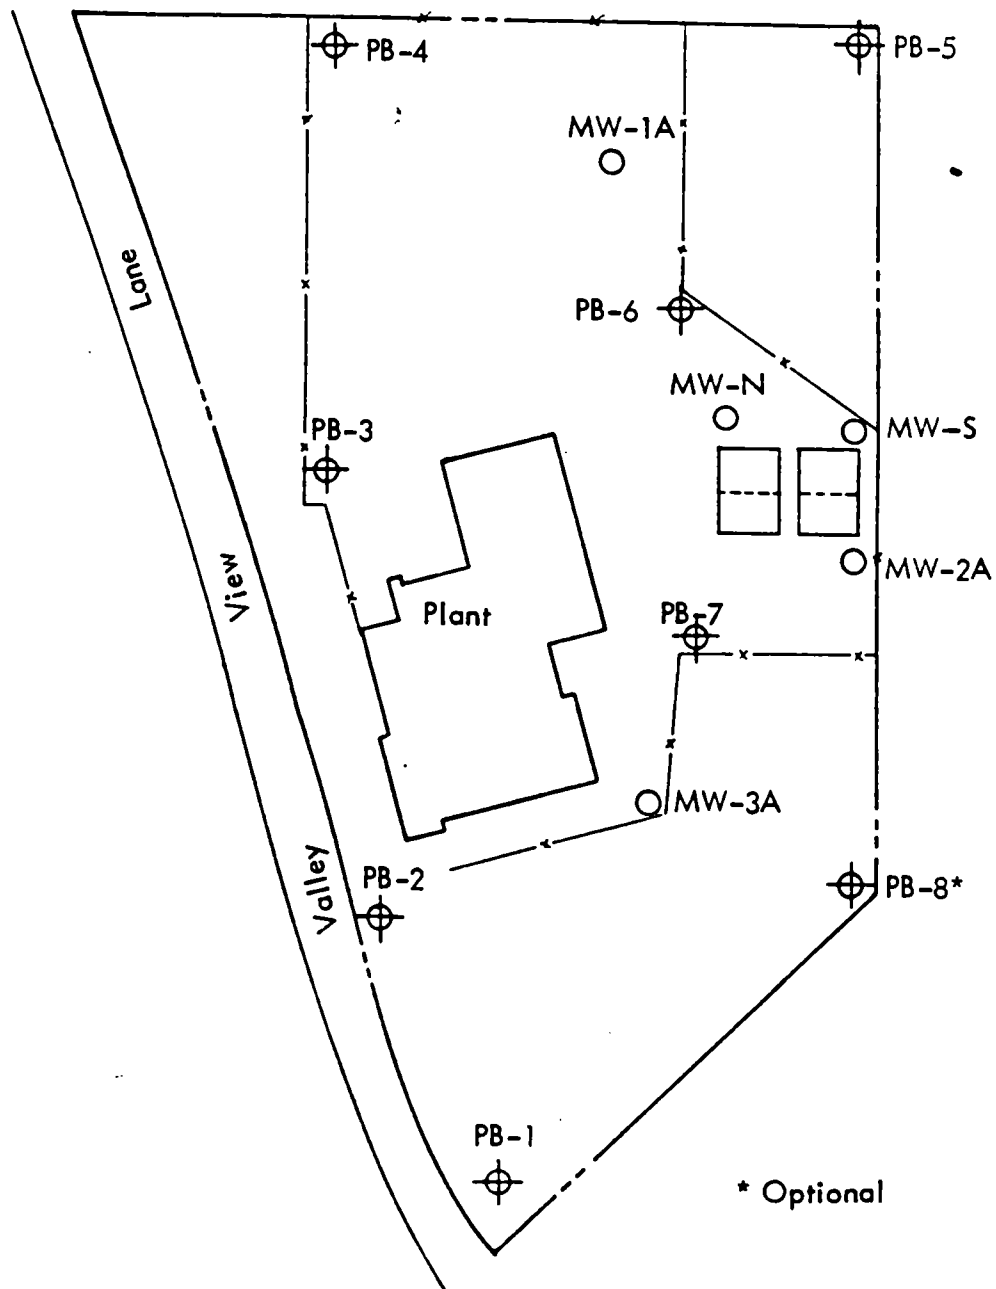 PB-4
PB-5
MW-1A
Lane
PB-6
MW-N
PB-3
MW-S
View
MW-2A
Plant
PB-7
MW-3A
Valley
PB-2
PB-8*
PB-1
* Optional